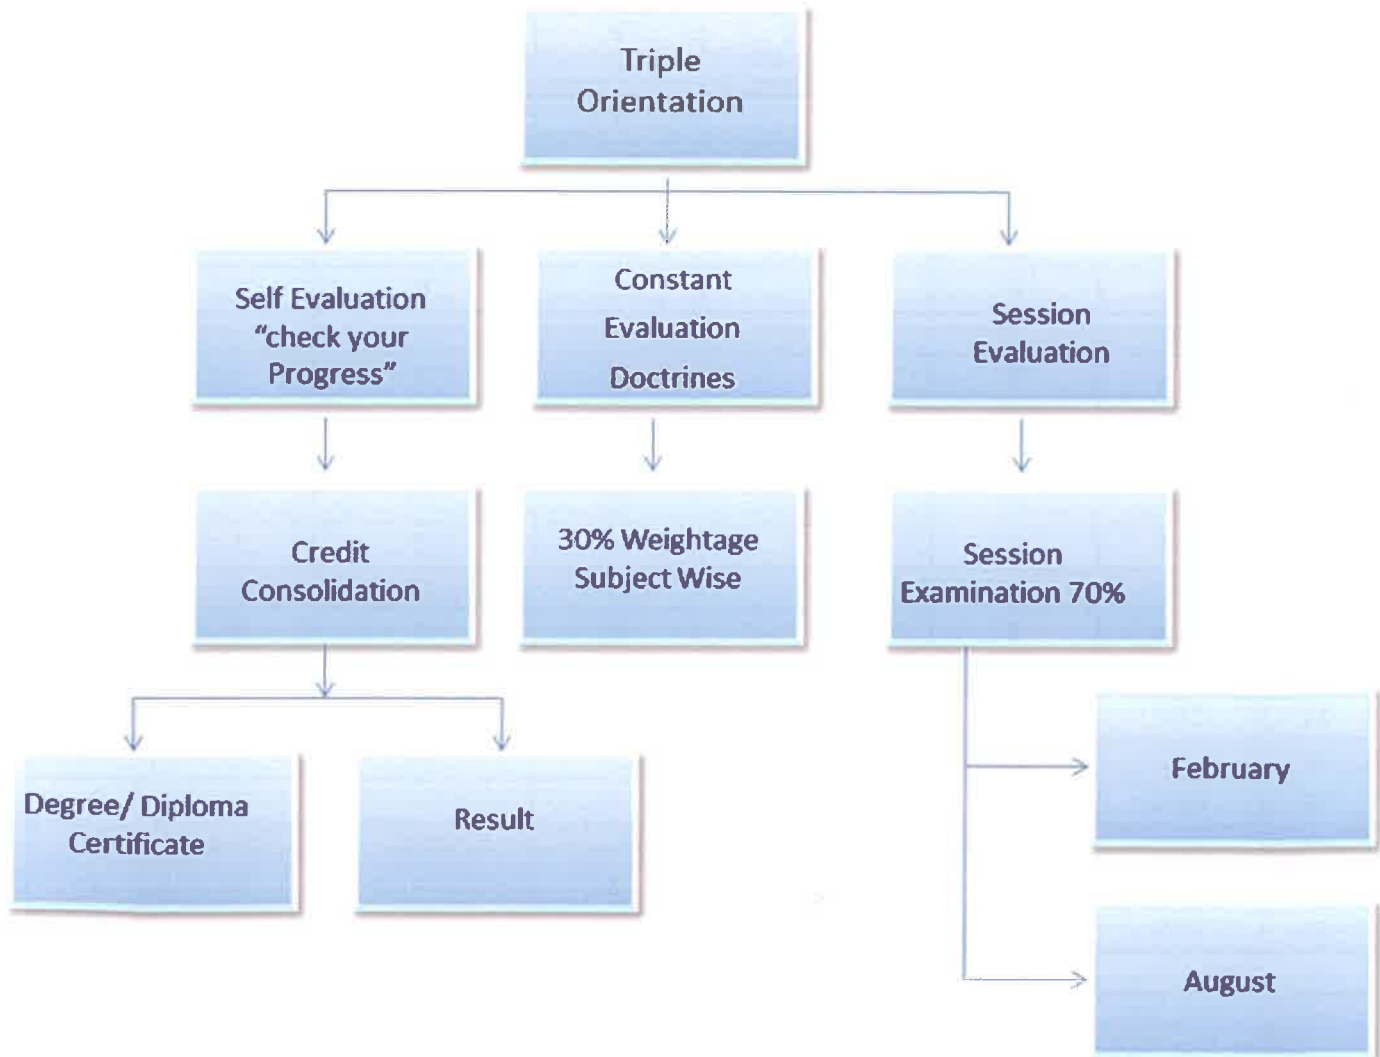 Triple
Orientation
Self Evaluation
"check your
Progress"
Constant
Evaluation
Doctrines
Session
Evaluation
Credit
Consolidation
30% Weightage
Subject Wise
Session
Examination 70%
Degree/ Diploma
Certificate
Result
February
August